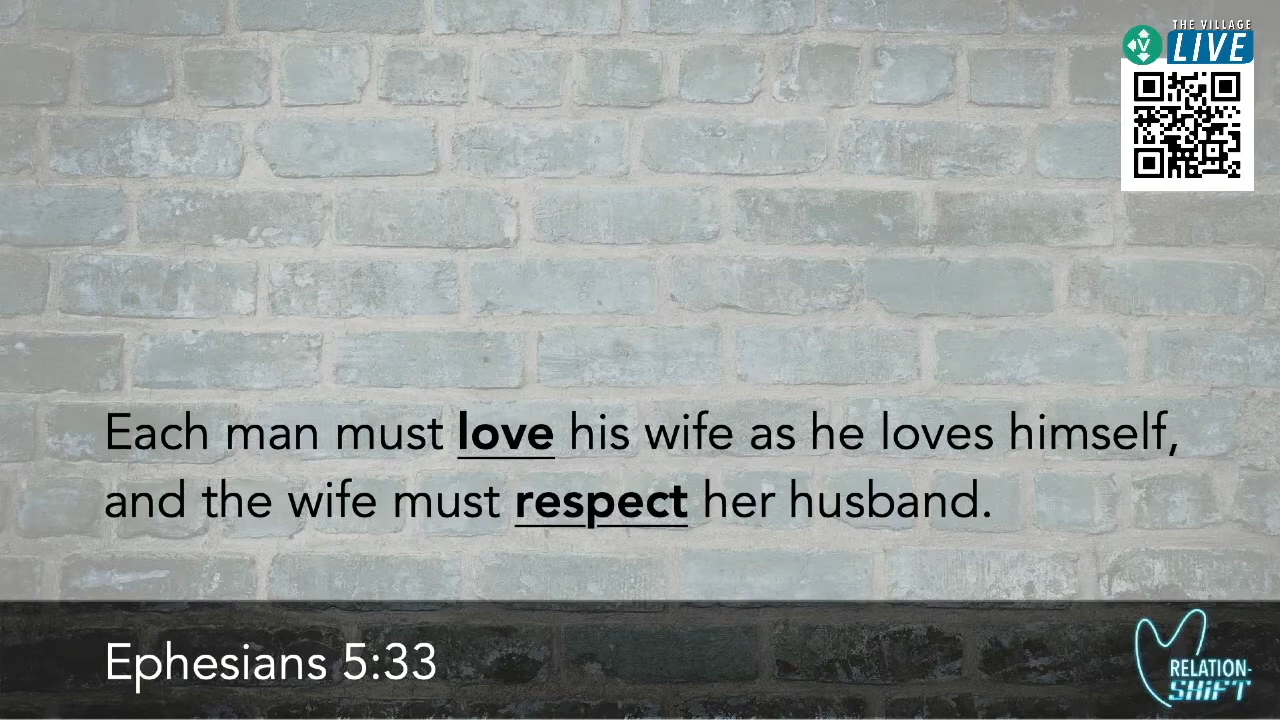 THE VILLAGE
V LIVE
Each man must love his wife as he loves himself,
and the wife must respect her husband.
Ephesians 5:33
RELATION-
SHIFT